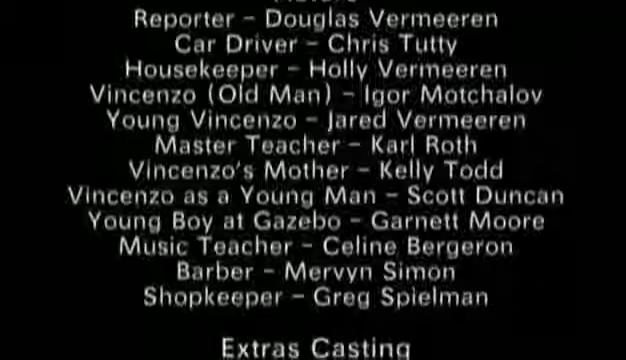 Reporter – Douglas Vermeeren
Car Driver – Chris Tutty
Housekeeper – Holly Vermeeren
Vincenzo (Old Man) – Igor Motchalov
Young Vincenzo – Jared Vermeeren
Master Teacher – Karl Roth
Vincenzo's Mother – Kelly Todd
Vincenzo as a Young Man – Scott Duncan
Young Boy at Gazebo – Garnett Moore
Music Teacher – Celine Bergeron
Barber – Mervyn Simon
Shopkeeper – Greg Spielman
Extras Casting